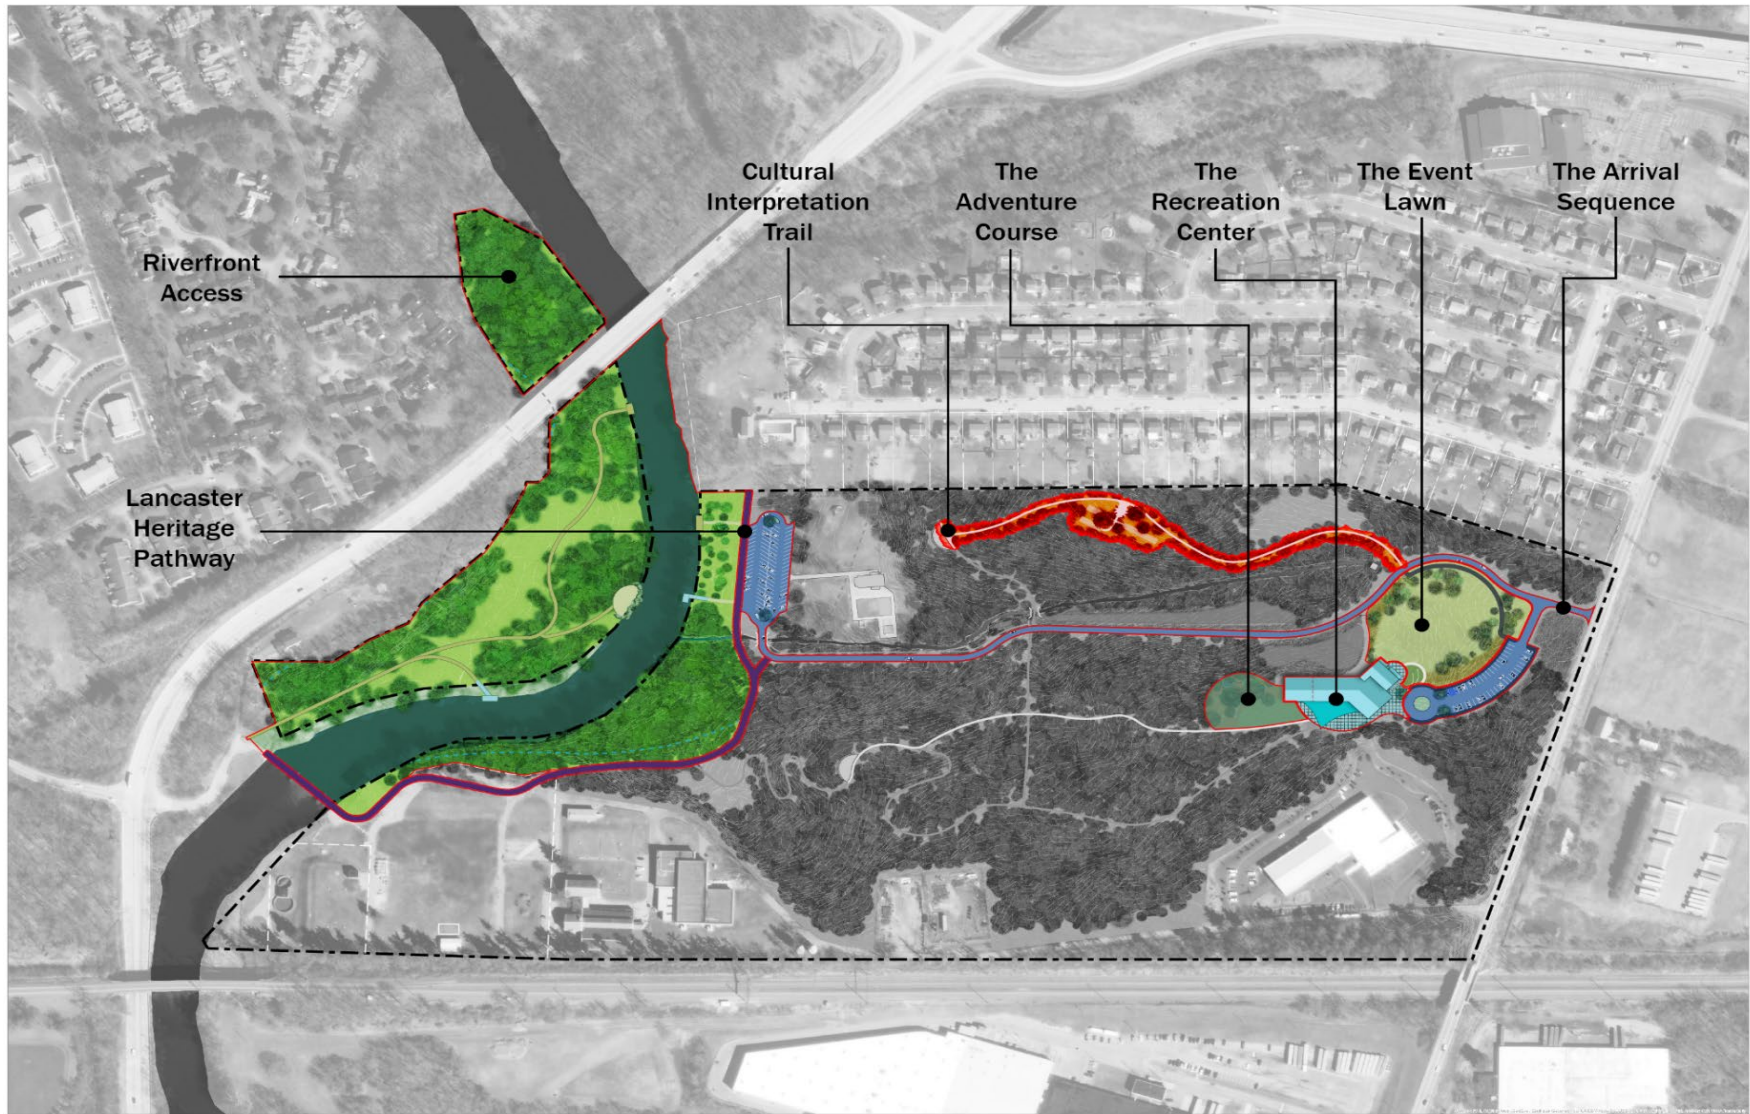 Cultural
Interpretation
Trail
The
Adventure
Course
The
Recreation
Center
The Event
Lawn
The Arrival
Sequence
Riverfront
Access
Lancaster
Heritage
Pathway